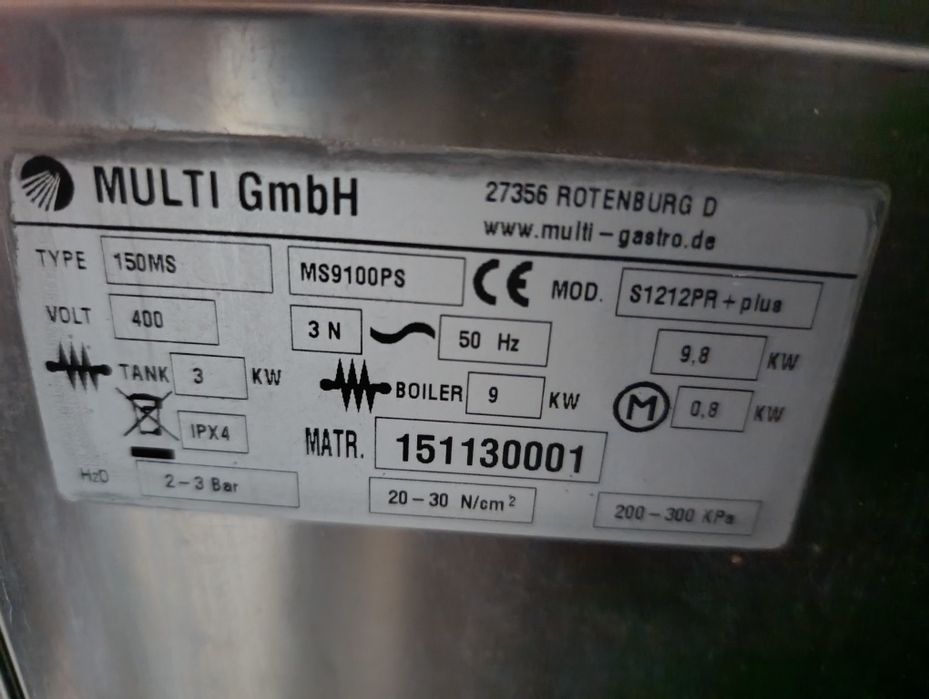 MULTI GmbH
27356 ROTENBURG D
www.multi-gastro.de
TYPE 150MS MS9100PS CE MOD. S1212PR+plus
VOLT 400 3 N 50 Hz 9,8 KW
TANK 3 KW BOILER 9 KW M 0,8 KW
IPX4 MATR. 151130001
H2O 2-3 Bar 20-30 N/cm² 200-300 KPa